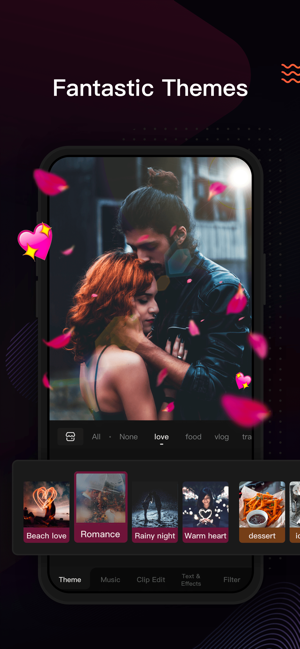 Fantastic Themes
All • None love food vlog tra
Beach love Romance Rainy night Warm heart dessert
Theme Music Clip Edit Text & Effects Filter